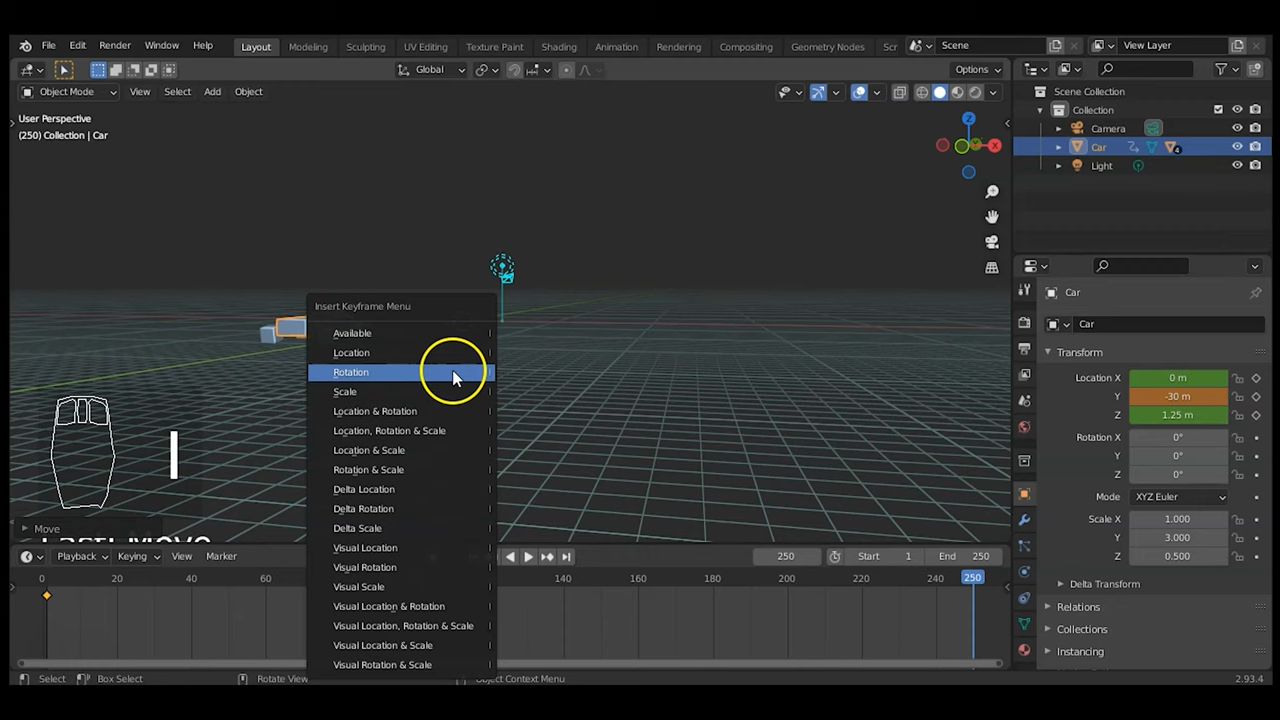 File Edit Render Window Help Layout Modeling Sculpting UV Editing Texture Paint Shading Animation Rendering Compositing Geometry Nodes Scr Scene View Layer
Global Options
Object Mode View Select Add Object
User Perspective
(250) Collection | Car
Z
X
Scene Collection
Collection
Camera
Car 4
Light
Insert Keyframe Menu
Available I
Location I
Rotation I
Scale I
Location & Rotation I
Location, Rotation & Scale I
Location & Scale I
Rotation & Scale I
Delta Location I
Delta Rotation I
Delta Scale I
Visual Location I
Visual Rotation I
Visual Scale I
Visual Location & Rotation I
Visual Location, Rotation & Scale I
Visual Location & Scale I
Visual Rotation & Scale I
I
Move
Car
Car
Transform
Location X 0 m
Y -30 m
Z 1.25 m
Rotation X 0°
Y 0°
Z 0°
Mode XYZ Euler
Scale X 1.000
Y 3.000
Z 0.500
Delta Transform
Relations
Collections
Instancing
Playback Keying View Marker 250 Start 1 End 250
0 20 40 60 140 160 180 200 220 240 250
Select Box Select Rotate View Object Context Menu 2.93.4